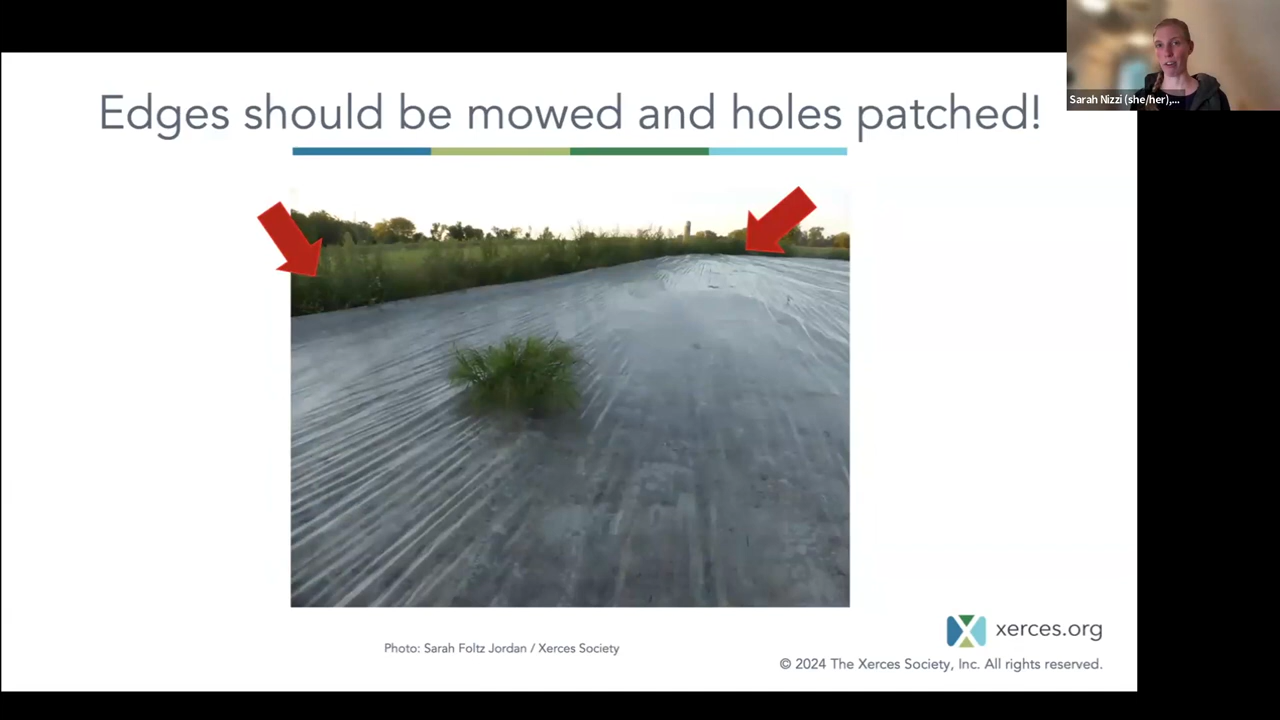 Edges should be mowed and holes patched!
Sarah Nizzi (she/her),...
Photo: Sarah Foltz Jordan / Xerces Society
xerces.org
© 2024 The Xerces Society, Inc. All rights reserved.